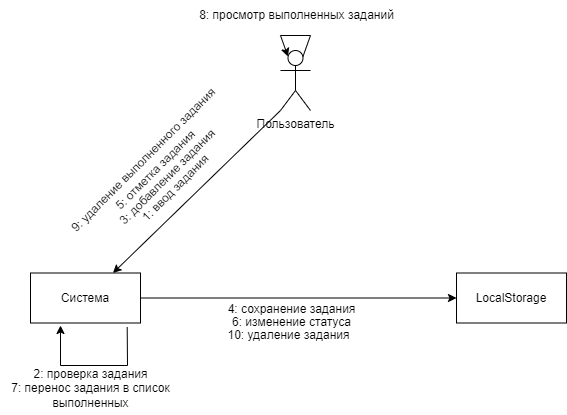 8: просмотр выполненных заданий
Пользователь
9: удаление выполненного задания
5: отметка задания
3: добавление задания
1: ввод задания
Система
LocalStorage
4: сохранение задания
6: изменение статуса
10: удаление задания
2: проверка задания
7: перенос задания в список
выполненных